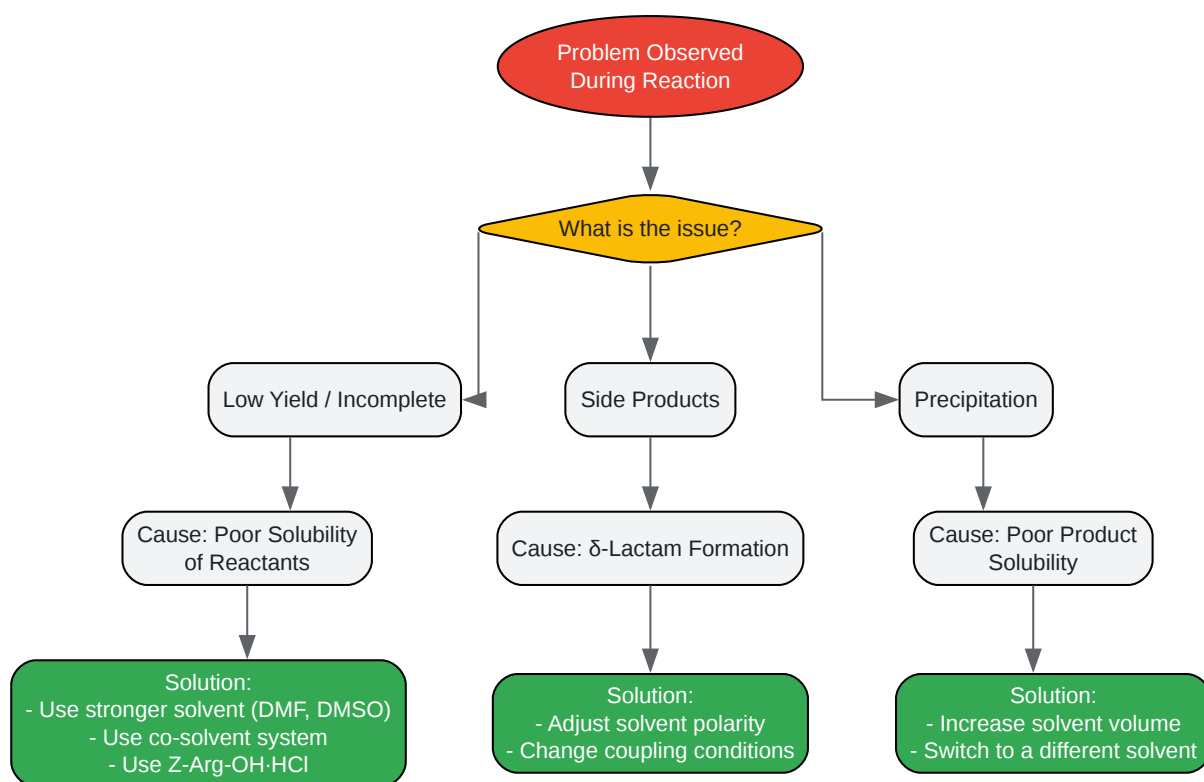 Problem Observed
During Reaction
What is the issue?
Low Yield / Incomplete
Side Products
Precipitation
Cause: Poor Solubility
of Reactants
Cause: δ-Lactam Formation
Cause: Poor Product
Solubility
Solution:
- Use stronger solvent (DMF, DMSO)
- Use co-solvent system
- Use Z-Arg-OH·HCl
Solution:
- Adjust solvent polarity
- Change coupling conditions
Solution:
- Increase solvent volume
- Switch to a different solvent